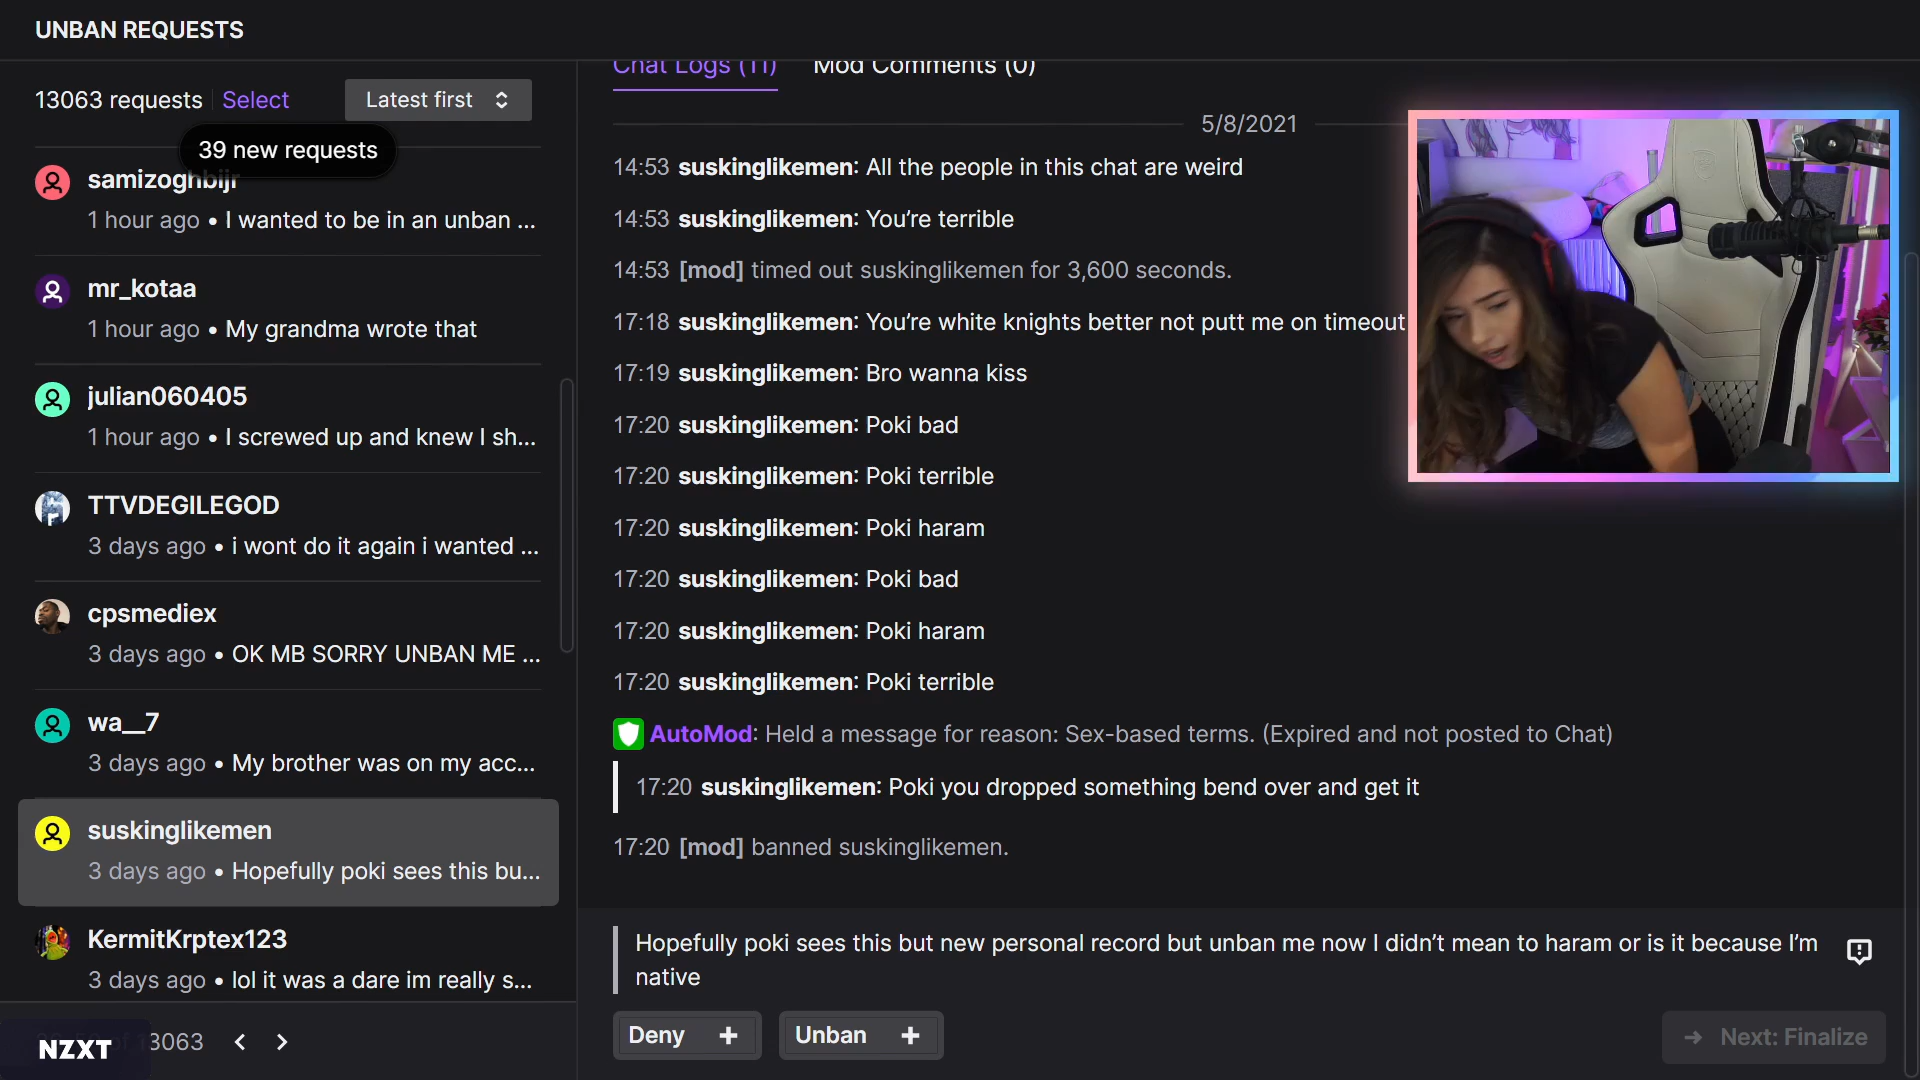 UNBAN REQUESTS
13063 requests
Select
Latest first
39 new requests
samizoghbijr
1 hour ago • I wanted to be in an unban ...
mr_kotaa
1 hour ago • My grandma wrote that
julian060405
1 hour ago • I screwed up and knew I sh...
TTVDEGILEGOD
3 days ago • i wont do it again i wanted ...
cpsmediex
3 days ago • OK MB SORRY UNBAN ME ...
wa__7
3 days ago • My brother was on my acc...
suskinglikemen
3 days ago • Hopefully poki sees this bu...
KermitKrptex123
3 days ago • lol it was a dare im really s...
of 13063
NZXT
Chat Logs (11)
Mod Comments (0)
5/8/2021
14:53 suskinglikemen: All the people in this chat are weird
14:53 suskinglikemen: You’re terrible
14:53 [mod] timed out suskinglikemen for 3,600 seconds.
17:18 suskinglikemen: You’re white knights better not putt me on timeout
17:19 suskinglikemen: Bro wanna kiss
17:20 suskinglikemen: Poki bad
17:20 suskinglikemen: Poki terrible
17:20 suskinglikemen: Poki haram
17:20 suskinglikemen: Poki bad
17:20 suskinglikemen: Poki haram
17:20 suskinglikemen: Poki terrible
AutoMod: Held a message for reason: Sex-based terms. (Expired and not posted to Chat)
17:20 suskinglikemen: Poki you dropped something bend over and get it
17:20 [mod] banned suskinglikemen.
Hopefully poki sees this but new personal record but unban me now I didn’t mean to haram or is it because I’m
native
Deny +
Unban +
→ Next: Finalize